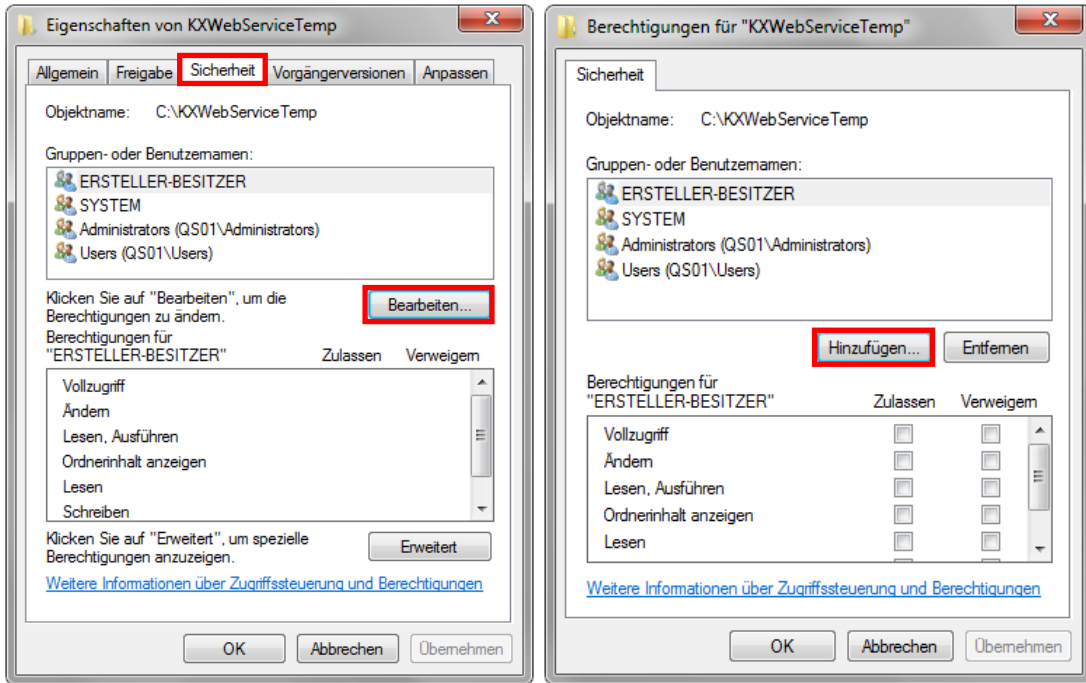 Eigenschaften von KXWebServiceTemp
Allgemein Freigabe Sicherheit Vorgängerversionen Anpassen
Objektname: C:\KXWebServiceTemp
Gruppen- oder Benutzernamen:
ERSTELLER-BESITZER
SYSTEM
Administrators (QS01\Administrators)
Users (QS01\Users)
Klicken Sie auf "Bearbeiten", um die
Berechtigungen zu ändern.
Bearbeiten...
Berechtigungen für
"ERSTELLER-BESITZER" Zulassen Verweigern
Vollzugriff
Ändern
Lesen, Ausführen
Ordnerinhalt anzeigen
Lesen
Schreiben
Klicken Sie auf "Erweitert", um spezielle
Berechtigungen anzuzeigen.
Erweitert
Weitere Informationen über Zugriffssteuerung und Berechtigungen
OK Abbrechen Übernehmen
Berechtigungen für "KXWebServiceTemp"
Sicherheit
Objektname: C:\KXWebServiceTemp
Gruppen- oder Benutzernamen:
ERSTELLER-BESITZER
SYSTEM
Administrators (QS01\Administrators)
Users (QS01\Users)
Hinzufügen... Entfernen
Berechtigungen für
"ERSTELLER-BESITZER" Zulassen Verweigern
Vollzugriff
Ändern
Lesen, Ausführen
Ordnerinhalt anzeigen
Lesen
Weitere Informationen über Zugriffssteuerung und Berechtigungen
OK Abbrechen Übernehmen